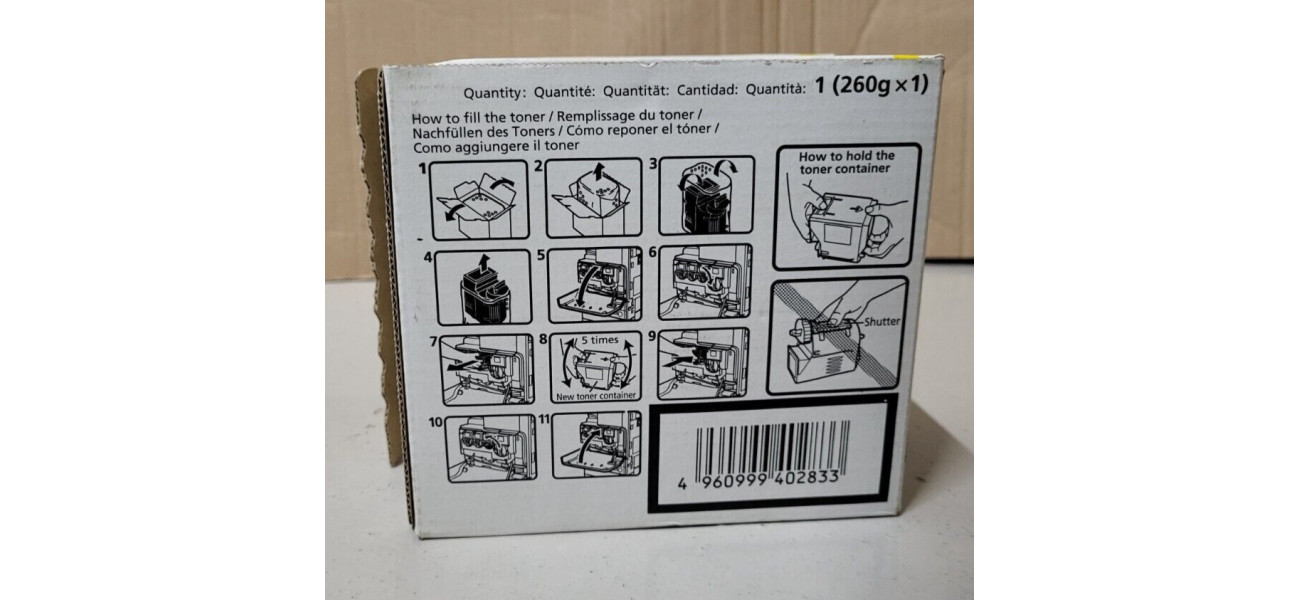 Quantity: Quantité: Quantität: Cantidad: Quantità: 1 (260g×1)
How to fill the toner / Remplissage du toner /
Nachfüllen des Toners / Cómo reponer el tóner /
Como aggiungere il toner
How to hold the
toner container
1
2
3
4
5
6
Shutter
7
8
5 times
New toner container
9
10
11
4 960999 402833